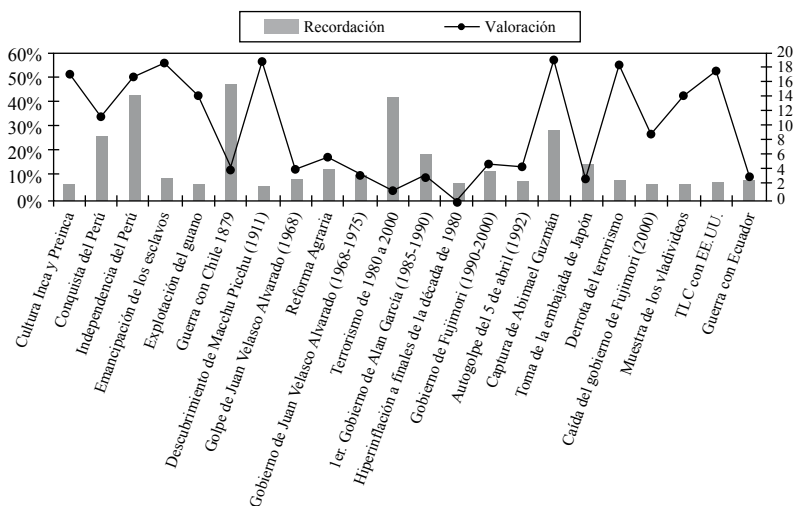 Recordación
Valoración
60%
50%
40%
30%
20%
10%
0%
20
18
16
14
12
10
8
6
4
2
0
Cultura Inca y Preinca
Conquista del Perú
Independencia del Perú
Emancipación de los esclavos
Explotación del guano
Guerra con Chile 1879
Descubrimiento de Macchu Picchu (1911)
Golpe de Juan Velasco Alvarado (1968)
Reforma Agraria
Gobierno de Juan Velasco Alvarado (1968-1975)
Terrorismo de 1980 a 2000
1er. Gobierno de Alan García (1985-1990)
Hiperinflación a finales de la década de 1980
Gobierno de Fujimori (1990-2000)
Autogolpe del 5 de abril (1992)
Captura de Abimael Guzmán
Toma de la embajada de Japón
Derrota del terrorismo
Caída del gobierno de Fujimori (2000)
Muestra de los vladivideos
TLC con EE.UU.
Guerra con Ecuador